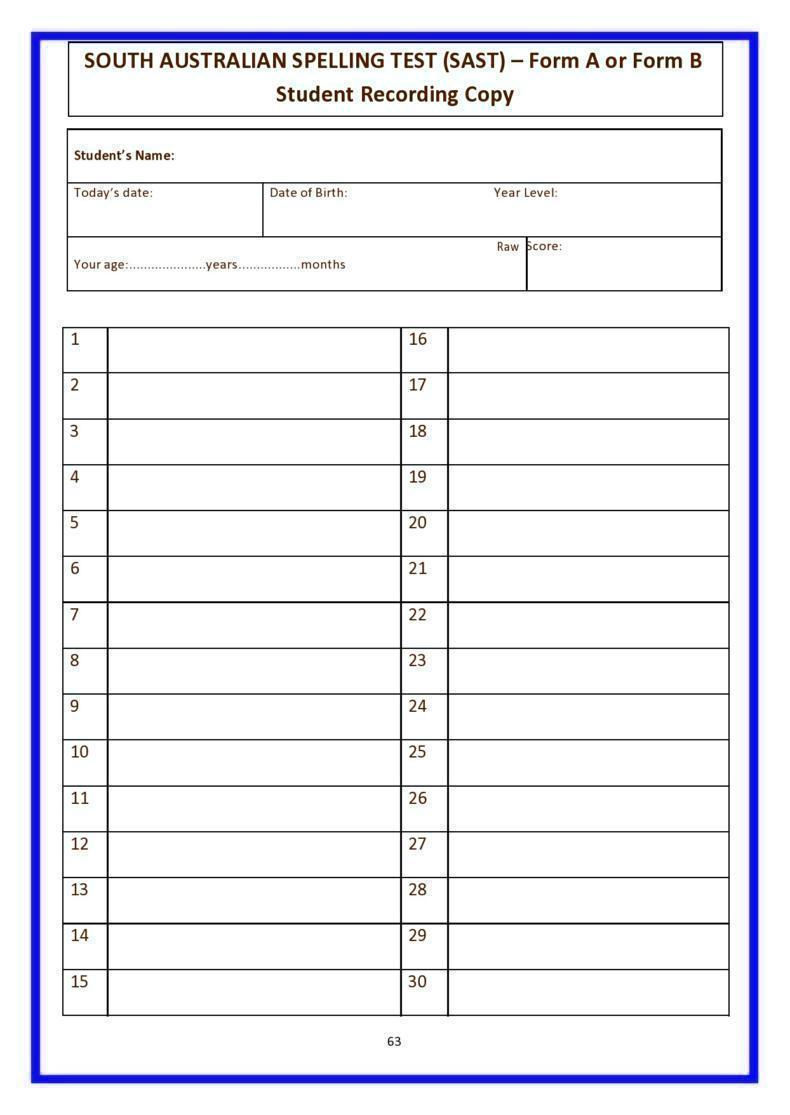 SOUTH AUSTRALIAN SPELLING TEST (SAST) – Form A or Form B
Student Recording Copy
Student’s Name:
Today’s date: Date of Birth: Year Level:
Raw Score:
Your age:.....................years.................months
1 16
2 17
3 18
4 19
5 20
6 21
7 22
8 23
9 24
10 25
11 26
12 27
13 28
14 29
15 30
63